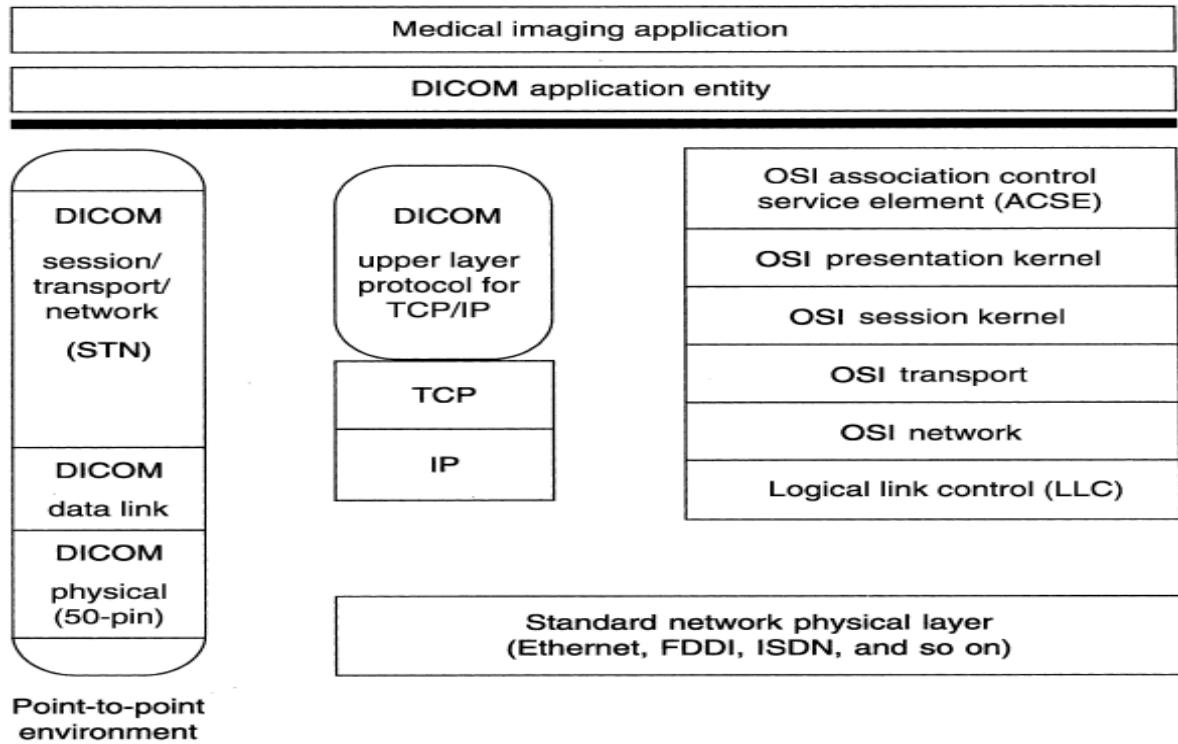 Medical imaging application
DICOM application entity
DICOM
session/
transport/
network
(STN)
DICOM
data link
DICOM
physical
(50-pin)
Point-to-point
environment
DICOM
upper layer
protocol for
TCP/IP
TCP
IP
OSI association control
service element (ACSE)
OSI presentation kernel
OSI session kernel
OSI transport
OSI network
Logical link control (LLC)
Standard network physical layer
(Ethernet, FDDI, ISDN, and so on)